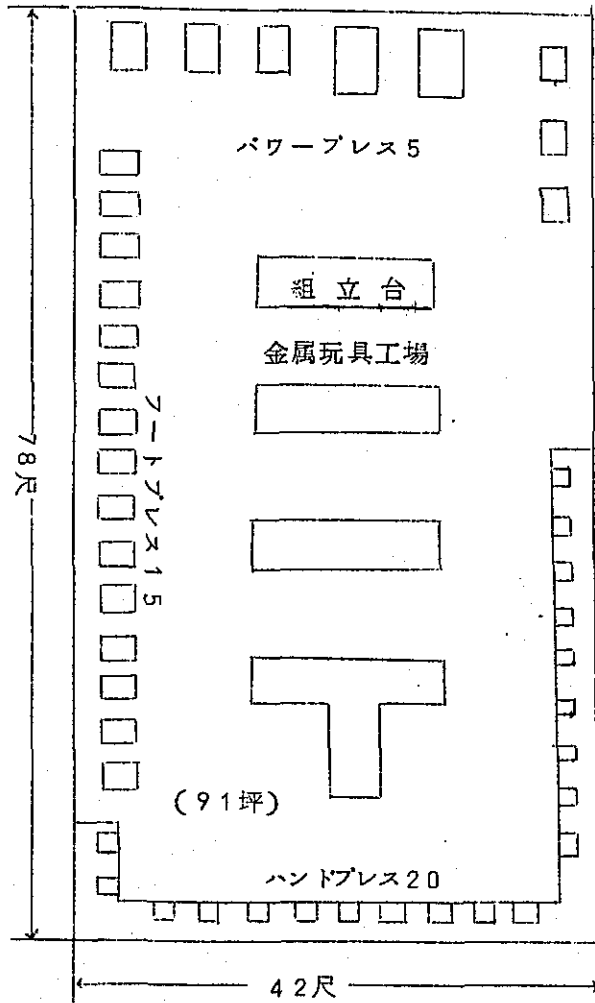 パワープレス5
組立台
金属玩具工場
フートプレス15
78尺
(91坪)
ハンドプレス20
42尺